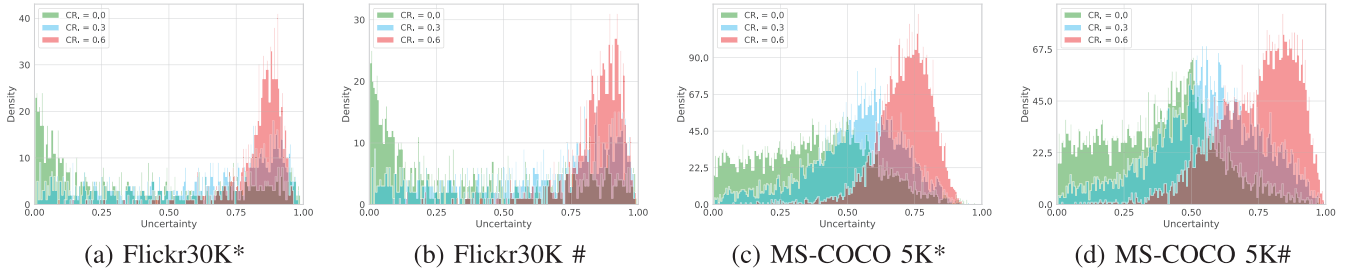 CR. = 0,0
CR. = 0.3
CR. = 0.6
Density
40
30
20
10
0
0.00 0.25 0.50 0.75 1.00
Uncertainty
(a) Flickr30K*
CR. = 0,0
CR. = 0.3
CR. = 0.6
Density
30
20
10
0
0.00 0.25 0.50 0.75 1.00
Uncertainty
(b) Flickr30K #
CR. = 0,0
CR. = 0.3
CR. = 0.6
Density
90,0
67.5
45.0
22,5
0.0
0.00 0.25 0.50 0.75 1.00
Uncertainty
(c) MS-COCO 5K*
CR. = 0,0
CR. = 0.3
CR. = 0.6
Density
67.5
45.0
22.5
0.0
0.00 0.25 0.50 0.75 1.00
Uncertainty
(d) MS-COCO 5K#